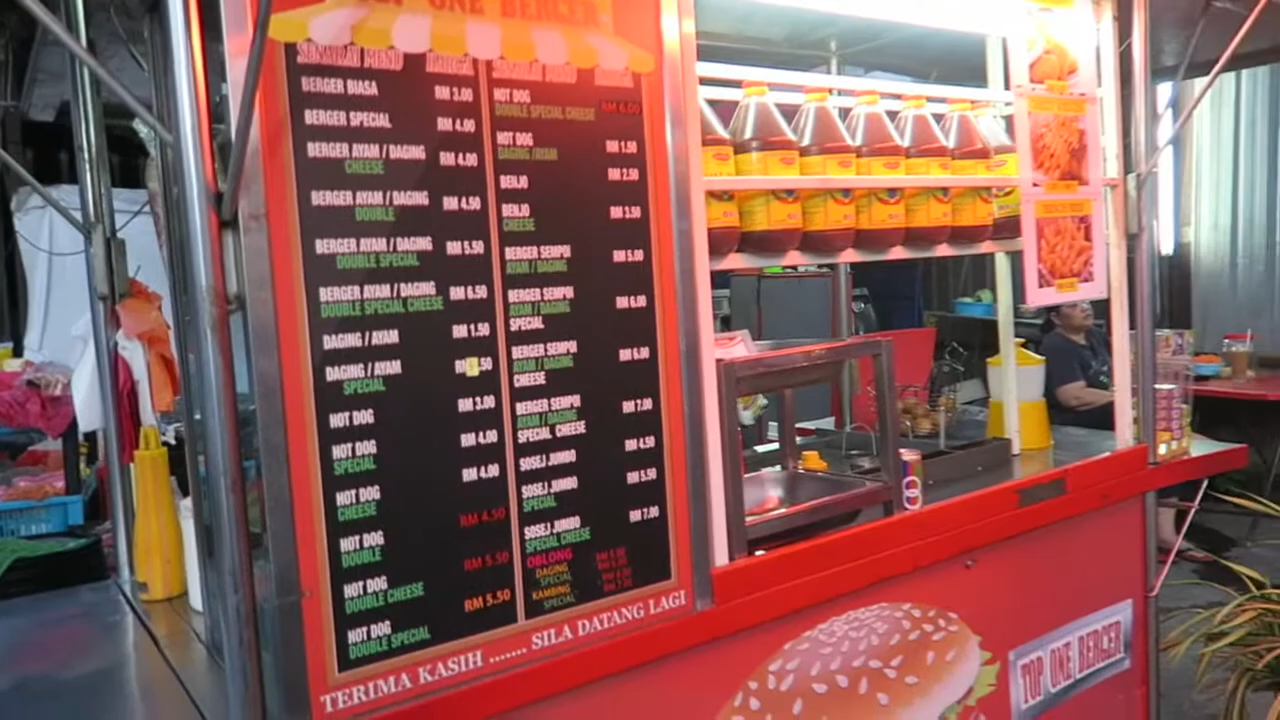 TOP ONE BERGER
SENARAI MENU HARGA
BERGER BIASA RM 3.00
BERGER SPECIAL RM 4.00
BERGER AYAM / DAGING RM 4.00
CHEESE
BERGER AYAM / DAGING RM 4.50
DOUBLE
BERGER AYAM / DAGING RM 5.50
DOUBLE SPECIAL
BERGER AYAM / DAGING RM 6.50
DOUBLE SPECIAL CHEESE
DAGING / AYAM RM 1.50
DAGING / AYAM
SPECIAL
HOT DOG RM 3.00
HOT DOG RM 4.00
SPECIAL
HOT DOG RM 4.00
CHEESE
HOT DOG RM 4.50
DOUBLE
HOT DOG RM 5.50
DOUBLE CHEESE
HOT DOG RM 5.50
DOUBLE SPECIAL
HOT DOG RM 6.00
DOUBLE SPECIAL CHEESE
HOT DOG RM 1.50
DAGING /AYAM
BENJO RM 2.50
BENJO RM 3.50
CHEESE
BERGER SEMPOI RM 5.00
AYAM / DAGING
BERGER SEMPOI RM 6.00
AYAM / DAGING
SPECIAL
BERGER SEMPOI RM 6.00
AYAM / DAGING
CHEESE
BERGER SEMPOI RM 7.00
AYAM / DAGING
SPECIAL CHEESE
SOSEJ JUMBO RM 4.50
SOSEJ JUMBO RM 5.50
SPECIAL
SOSEJ JUMBO RM 7.00
SPECIAL CHEESE
OBLONG
DAGING
SPECIAL
KAMBING
SPECIAL
TERIMA KASIH ....... SILA DATANG LAGI
TOP ONE BERGER